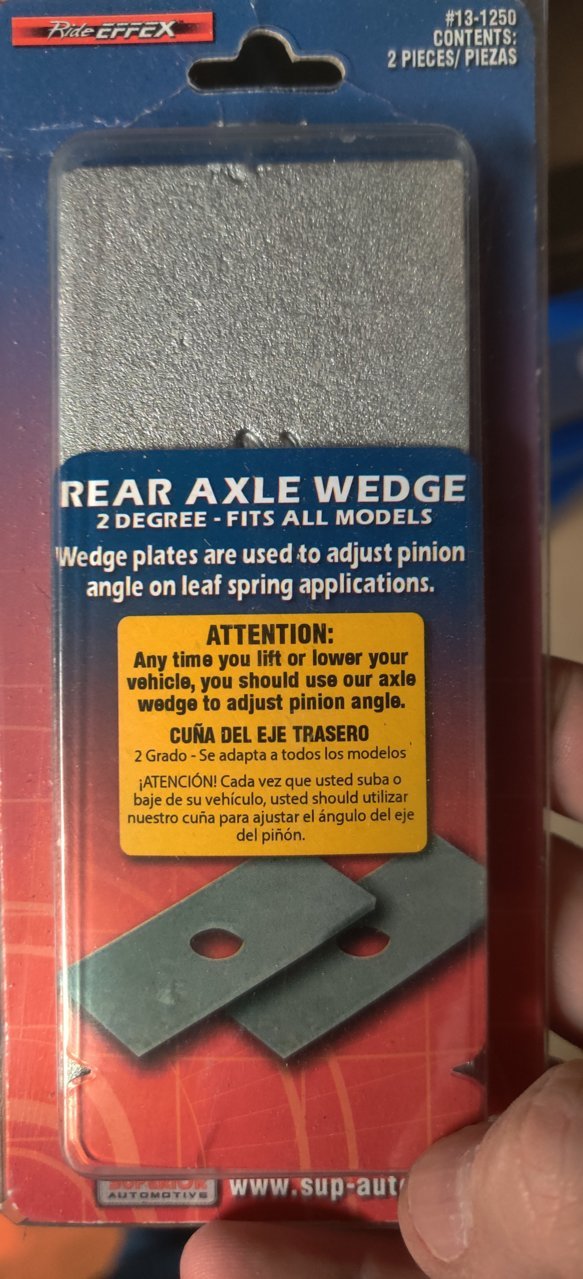 Ride EFFEX
#13-1250
CONTENTS:
2 PIECES/ PIEZAS
REAR AXLE WEDGE
2 DEGREE - FITS ALL MODELS
Wedge plates are used to adjust pinion
angle on leaf spring applications.
ATTENTION:
Any time you lift or lower your
vehicle, you should use our axle
wedge to adjust pinion angle.
CUÑA DEL EJE TRASERO
2 Grado - Se adapta a todos los modelos
¡ATENCIÓN! Cada vez que usted suba o
baje de su vehículo, usted should utilizar
nuestro cuña para ajustar el ángulo del eje
del piñón.
SUPERIOR
AUTOMOTIVE
www.sup-aut